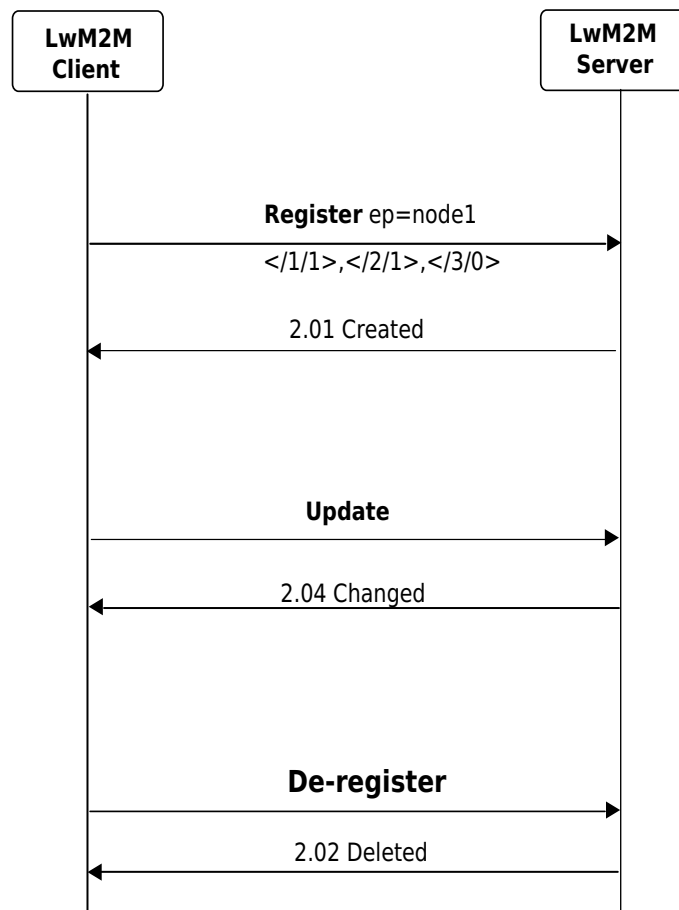 LwM2M
Client
LwM2M
Server
Register ep=node1
</1/1>,</2/1>,</3/0>
2.01 Created
Update
2.04 Changed
De-register
2.02 Deleted